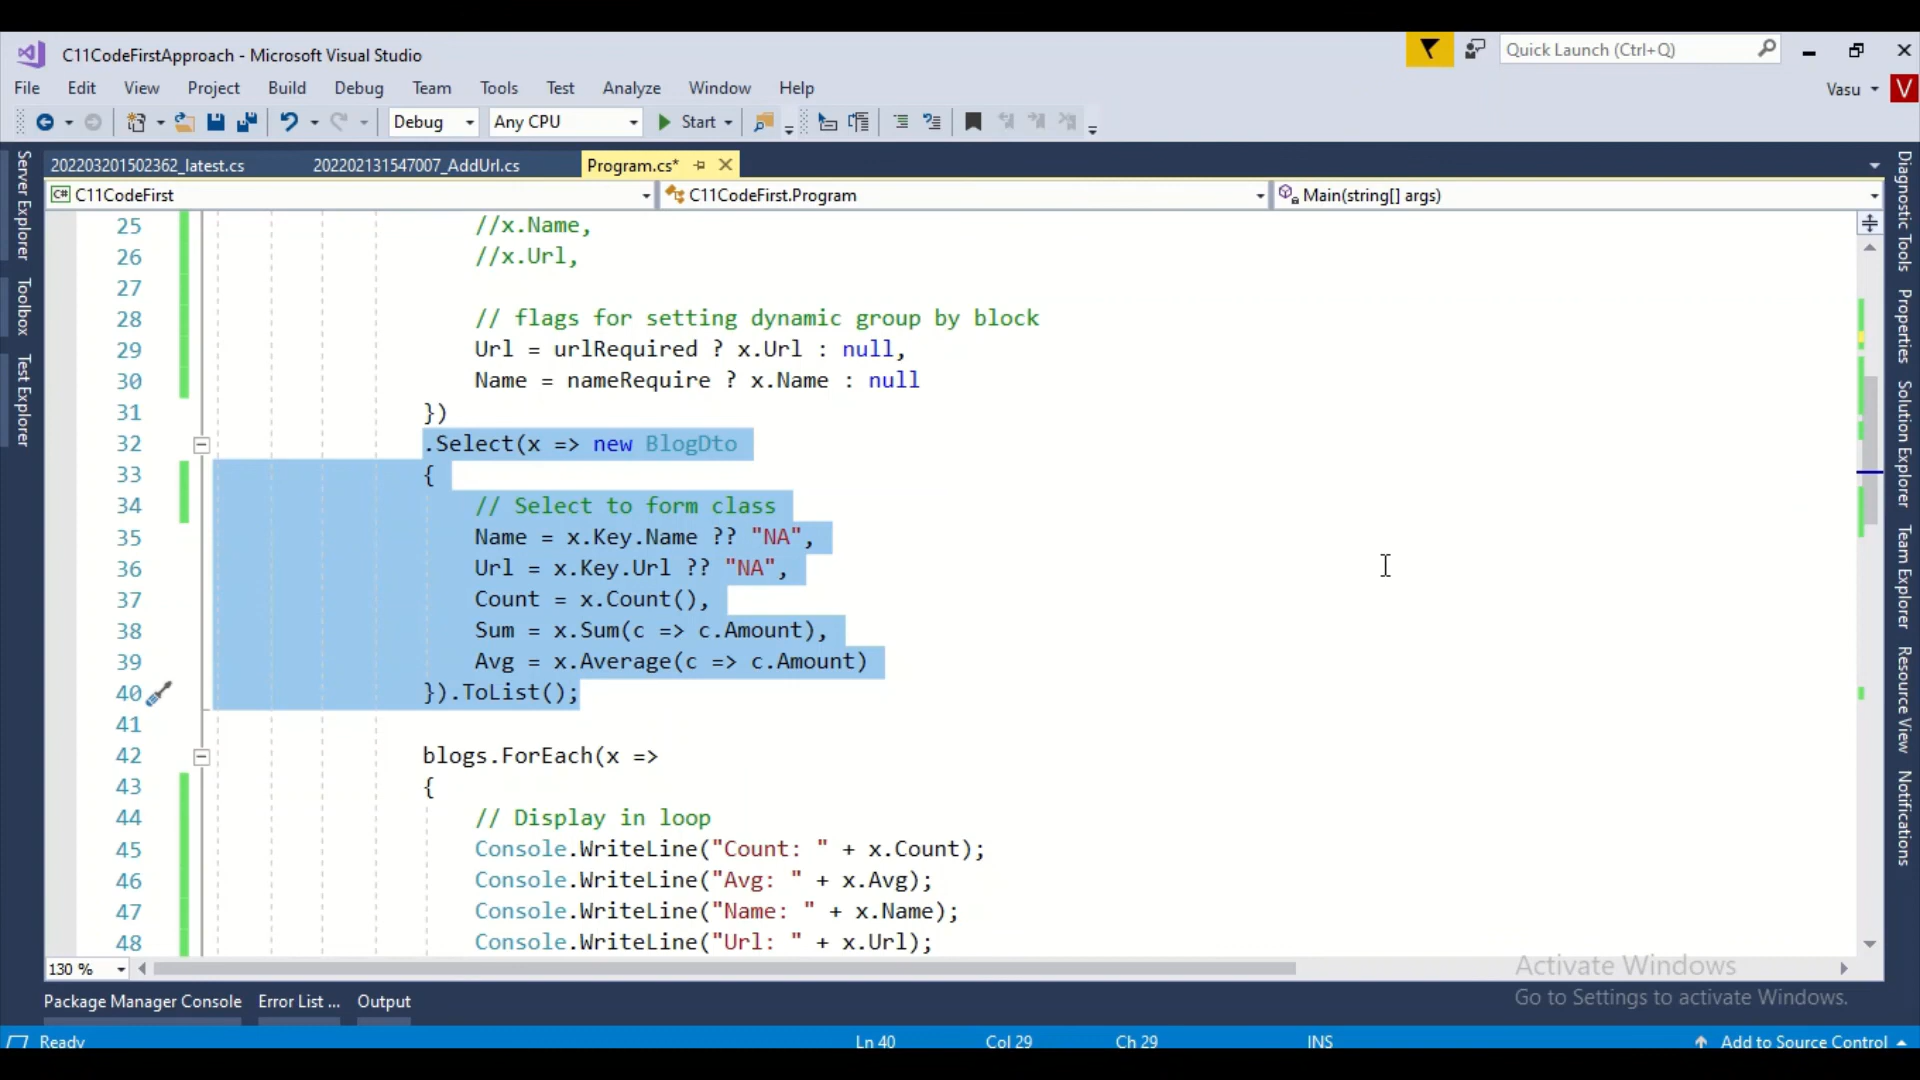 C11CodeFirstApproach - Microsoft Visual Studio
Quick Launch (Ctrl+Q)
File Edit View Project Build Debug Team Tools Test Analyze Window Help
Vasu V
Debug Any CPU Start
202203201502362_latest.cs 202202131547007_AddUrl.cs Program.cs*
C# C11CodeFirst C11CodeFirst.Program Main(string[] args)
Server Explorer
Toolbox
Test Explorer
25 //x.Name,
26 //x.Url,
27
28 // flags for setting dynamic group by block
29 Url = urlRequired ? x.Url : null,
30 Name = nameRequire ? x.Name : null
31 })
32 .Select(x => new BlogDto
33 {
34 // Select to form class
35 Name = x.Key.Name ?? "NA",
36 Url = x.Key.Url ?? "NA",
37 Count = x.Count(),
38 Sum = x.Sum(c => c.Amount),
39 Avg = x.Average(c => c.Amount)
40 }).ToList();
41
42 blogs.ForEach(x =>
43 {
44 // Display in loop
45 Console.WriteLine("Count: " + x.Count);
46 Console.WriteLine("Avg: " + x.Avg);
47 Console.WriteLine("Name: " + x.Name);
48 Console.WriteLine("Url: " + x.Url);
Diagnostic Tools
Properties
Solution Explorer
Team Explorer
Resource View
Notifications
130 %
Activate Windows
Go to Settings to activate Windows.
Package Manager Console Error List ... Output
Ready Ln 40 Col 29 Ch 29 INS Add to Source Control